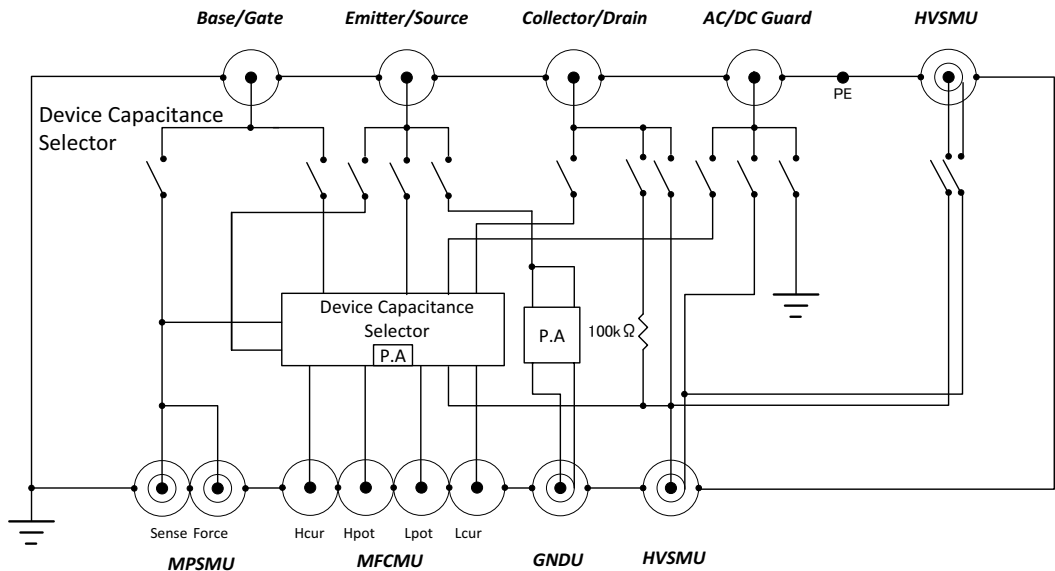 Base/Gate
Emitter/Source
Collector/Drain
AC/DC Guard
HVSMU
PE
Device Capacitance
Selector
Device Capacitance
Selector
P.A
P.A
100kΩ
Sense
Force
Hcur
Hpot
Lpot
Lcur
MPSMU
MFCMU
GNDU
HVSMU